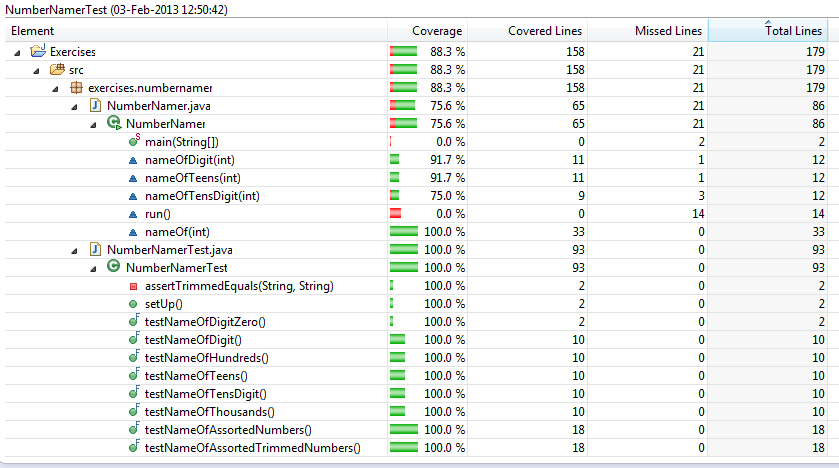 NumberNamerTest (03-Feb-2013 12:50:42)
Element Coverage Covered Lines Missed Lines Total Lines
Exercises 88.3 % 158 21 179
src 88.3 % 158 21 179
exercises.numbernamer 88.3 % 158 21 179
NumberNamer.java 75.6 % 65 21 86
NumberNamer 75.6 % 65 21 86
main(String[]) 0.0 % 0 2 2
nameOfDigit(int) 91.7 % 11 1 12
nameOfTeens(int) 91.7 % 11 1 12
nameOfTensDigit(int) 75.0 % 9 3 12
run() 0.0 % 0 14 14
nameOf(int) 100.0 % 33 0 33
NumberNamerTest.java 100.0 % 93 0 93
NumberNamerTest 100.0 % 93 0 93
assertTrimmedEquals(String, String) 100.0 % 2 0 2
setUp() 100.0 % 2 0 2
testNameOfDigitZero() 100.0 % 2 0 2
testNameOfDigit() 100.0 % 10 0 10
testNameOfHundreds() 100.0 % 10 0 10
testNameOfTeens() 100.0 % 10 0 10
testNameOfTensDigit() 100.0 % 10 0 10
testNameOfThousands() 100.0 % 10 0 10
testNameOfAssortedNumbers() 100.0 % 18 0 18
testNameOfAssortedTrimmedNumbers() 100.0 % 18 0 18